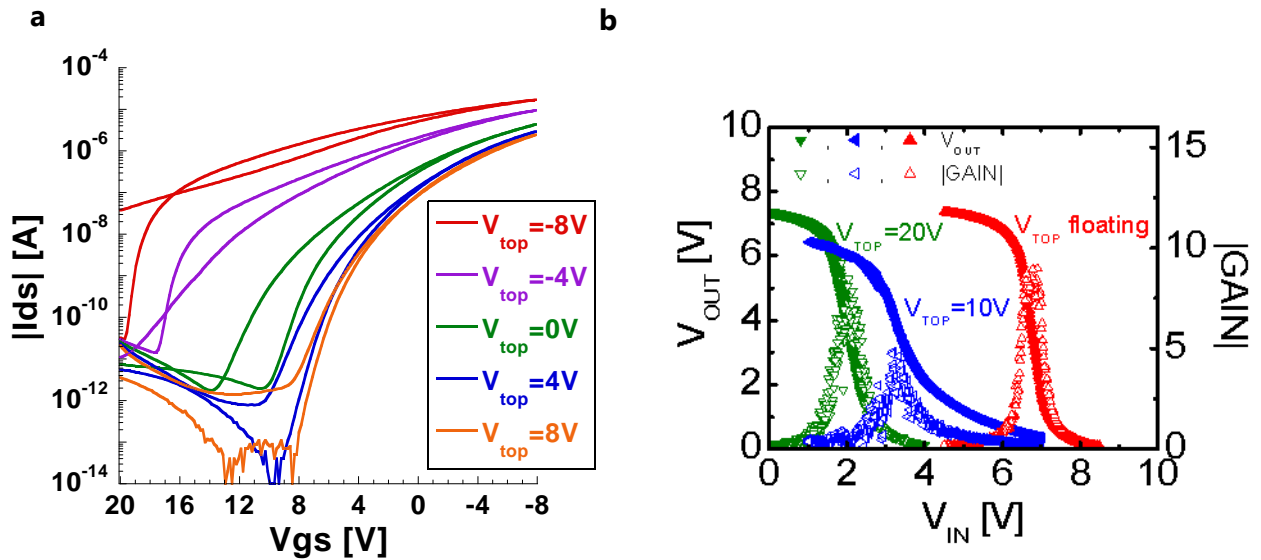 a
b
10^-4
10^-6
10^-8
10^-10
10^-12
10^-14
|Ids| [A]
20 16 12 8 4 0 -4 -8
Vgs [V]
V_top=-8V
V_top=-4V
V_top=0V
V_top=4V
V_top=8V
10
8
6
4
2
0
V_OUT [V]
15
10
5
0
|GAIN|
V_OUT
|GAIN|
V_TOP=20V
V_TOP floating
V_TOP=10V
0 2 4 6 8 10
V_IN [V]